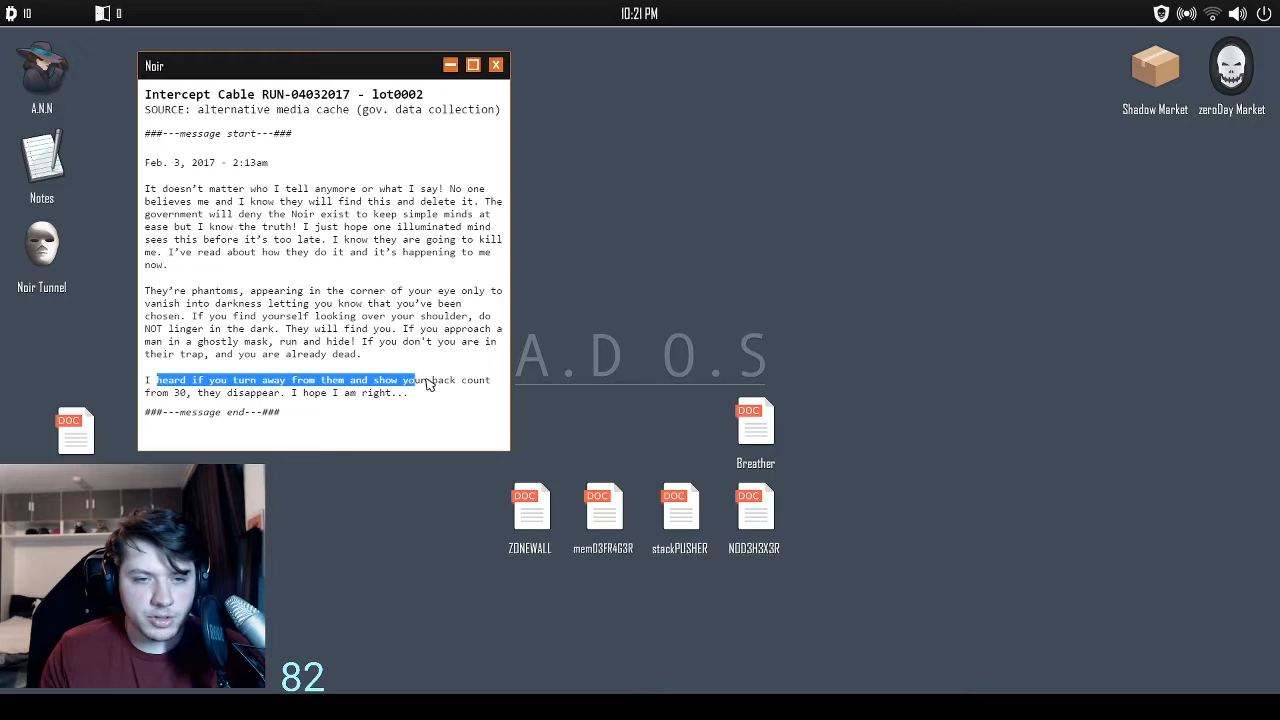 10
0
10:21 PM
A.N.N
Notes
Noir Tunnel
Shadow Market
zeroDay Market
Noir
Intercept Cable RUN-04032017 - lot0002
SOURCE: alternative media cache (gov. data collection)
###---message start---###
Feb. 3, 2017 - 2:13am
It doesn't matter who I tell anymore or what I say! No one
believes me and I know they will find this and delete it. The
government will deny the Noir exist to keep simple minds at
ease but I know the truth! I just hope one illuminated mind
sees this before it's too late. I know they are going to kill
me. I've read about how they do it and it's happening to me
now.
They're phantoms, appearing in the corner of your eye only to
vanish into darkness letting you know that you've been
chosen. If you find yourself looking over your shoulder, do
NOT linger in the dark. They will find you. If you approach a
man in a ghostly mask, run and hide! If you don't you are in
their trap, and you are already dead.
I heard if you turn away from them and show your back count
from 30, they disappear. I hope I am right...
###---message end---###
A.D O.S
DOC
DOC
Breather
DOC
DOC
DOC
DOC
ZONEWALL
memD3FR4G3R
stackPUSHER
NOD3H3X3R
82